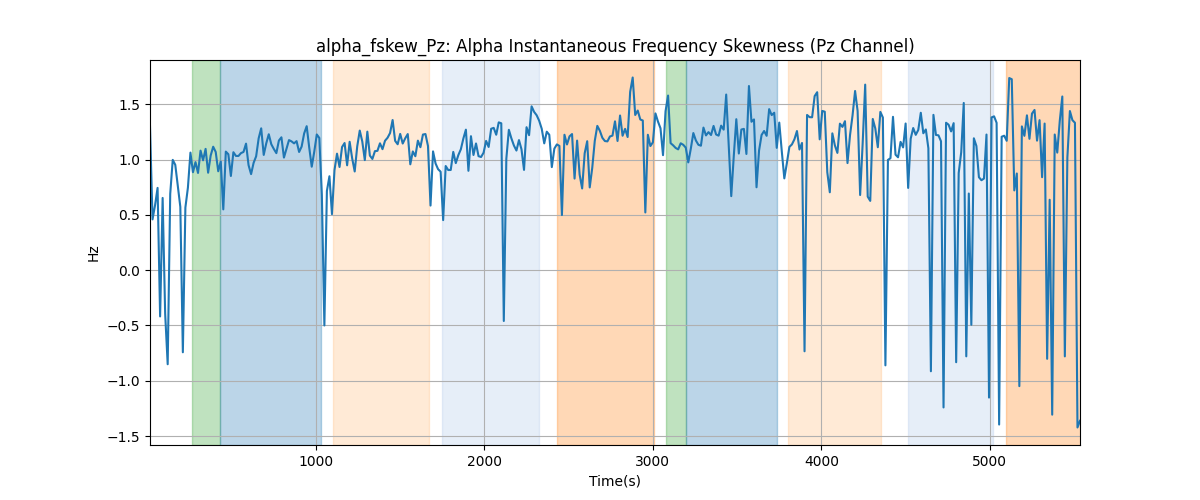 alpha_fskew_Pz: Alpha Instantaneous Frequency Skewness (Pz Channel)
1.5
1.0
0.5
0.0
−0.5
−1.0
−1.5
Hz
1000 2000 3000 4000 5000
Time(s)